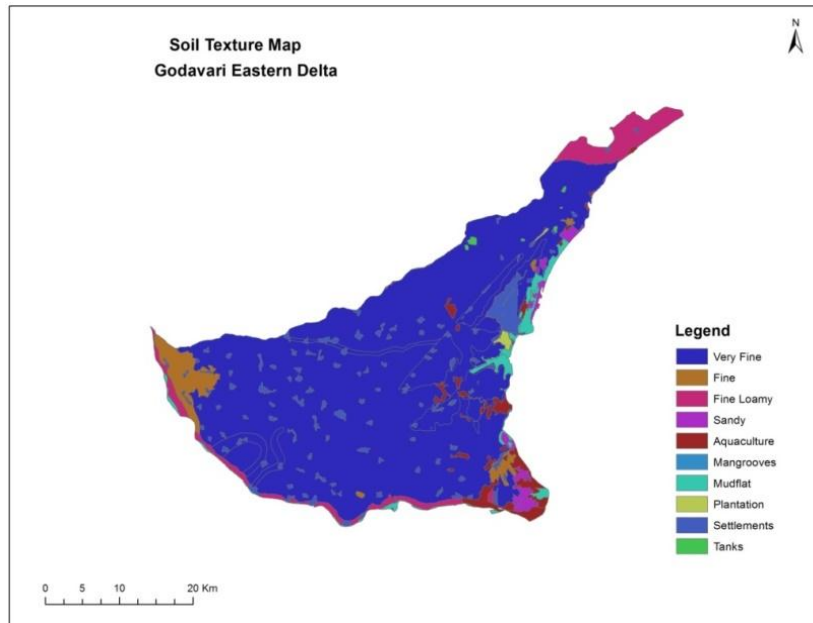 Soil Texture Map
Godavari Eastern Delta
N
Legend
Very Fine
Fine
Fine Loamy
Sandy
Aquaculture
Mangrooves
Mudflat
Plantation
Settlements
Tanks
0 5 10 20 Km